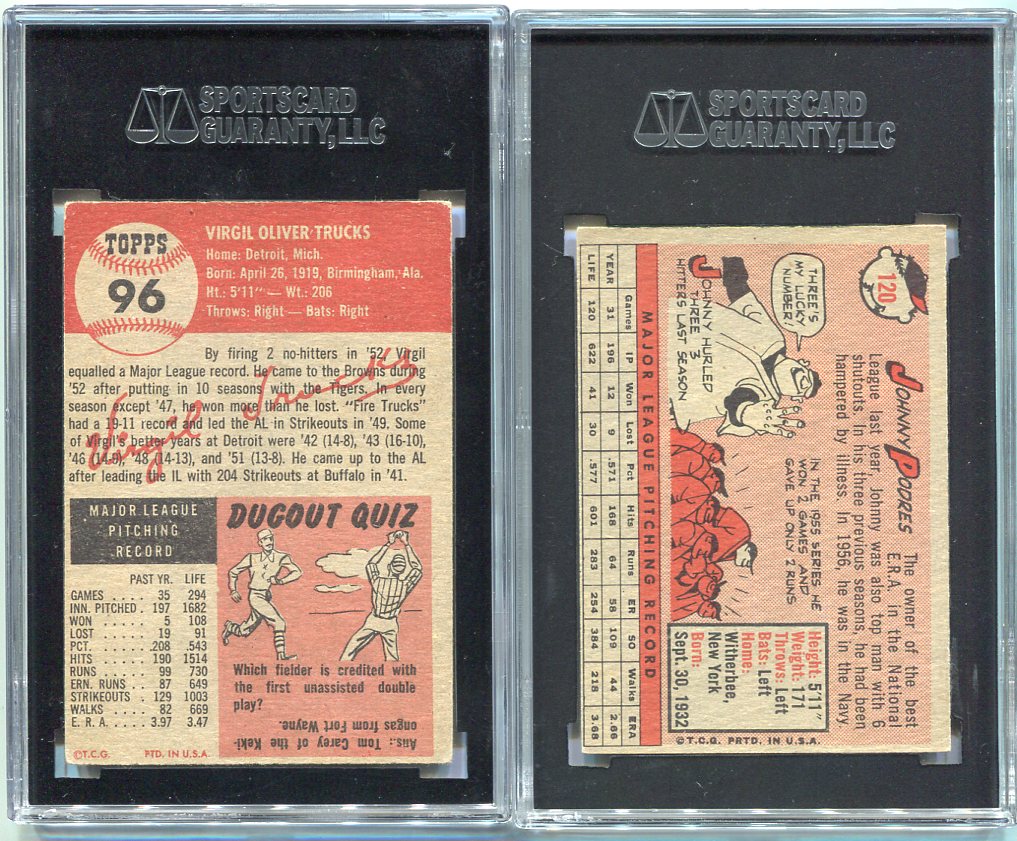 SPORTSCARD
GUARANTY, LLC
TOPPS
96
VIRGIL OLIVER TRUCKS
Home: Detroit, Mich.
Born: April 26, 1919, Birmingham, Ala.
Ht.: 5'11" — Wt.: 206
Throws: Right — Bats: Right
By firing 2 no-hitters in '52, Virgil
equalled a Major League record. He came to the Browns during
'52 after putting in 10 seasons with the Tigers. In every
season except '47, he won more than he lost. "Fire Trucks"
had a 19-11 record and led the AL in Strikeouts in '49. Some
of Virgil's better years at Detroit were '42 (14-8), '43 (16-10),
'46 (14-9), '48 (14-13), and '51 (13-8). He came up to the AL
after leading the IL with 204 Strikeouts at Buffalo in '41.
Virgil Trucks
MAJOR LEAGUE
PITCHING
RECORD
PAST YR. LIFE
GAMES .... 35 294
INN. PITCHED . 197 1682
WON ..... 5 108
LOST ..... 19 91
PCT. ..... .208 .543
HITS ..... 190 1514
RUNS ..... 99 730
ERN. RUNS .. 87 649
STRIKEOUTS . 129 1003
WALKS .... 82 669
E. R. A. .... 3.97 3.47
©T.C.G. PTD. IN U.S.A.
DUGOUT QUIZ
Which fielder is credited with
the first unassisted double
play?
Ans.: Tom Carey of the Keki-
ongas from Fort Wayne.
SPORTSCARD
GUARANTY, LLC
120
JOHNNY PODRES
The owner of the best
E.R.A. in the National
League last year, Johnny was also top man with 6
shutouts. In his three previous seasons, he had been
hampered by illness. In 1956, he was in the Navy.
THREE'S
MY LUCKY
NUMBER!
JOHNNY HURLED
THREE 3
HITTERS LAST SEASON
IN THE 1955 SERIES HE
WON 2 GAMES AND
GAVE UP ONLY 2 RUNS
Height: 5'11"
Weight: 171
Throws: Left
Bats: Left
Home:
Witherbee,
New York
Born:
Sept. 30, 1932
MAJOR LEAGUE PITCHING RECORD
Games IP Won Lost Pct Hits Runs ER SO Walks ERA
YEAR 31 196 12 9 .571 168 64 58 109 44 2.66
LIFE 120 622 41 30 .577 601 283 254 384 218 3.68
©T.C.G. PRTD. IN U.S.A.